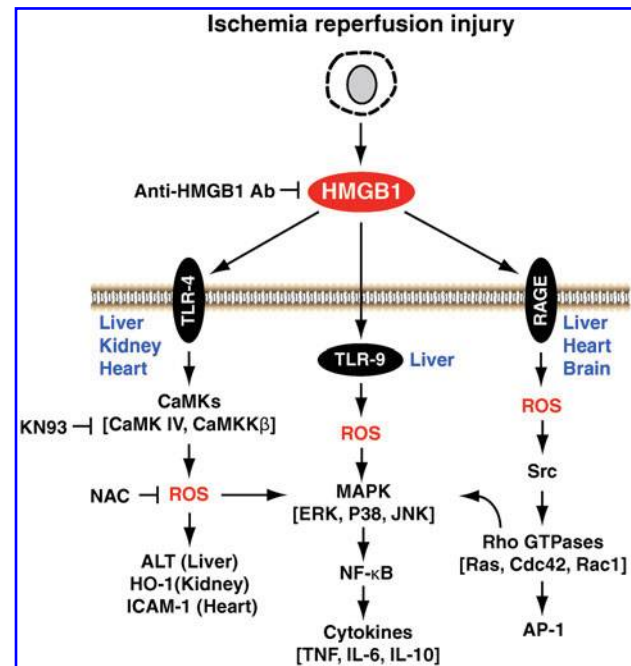 Ischemia reperfusion injury
Anti-HMGB1 Ab
HMGB1
TLR-4
RAGE
Liver
Kidney
Heart
TLR-9
Liver
Liver
Heart
Brain
CaMKs
[CaMK IV, CaMKKβ]
KN93
ROS
ROS
NAC
ROS
Src
MAPK
[ERK, P38, JNK]
Rho GTPases
[Ras, Cdc42, Rac1]
ALT (Liver)
HO-1(Kidney)
ICAM-1 (Heart)
NF-κB
AP-1
Cytokines
[TNF, IL-6, IL-10]